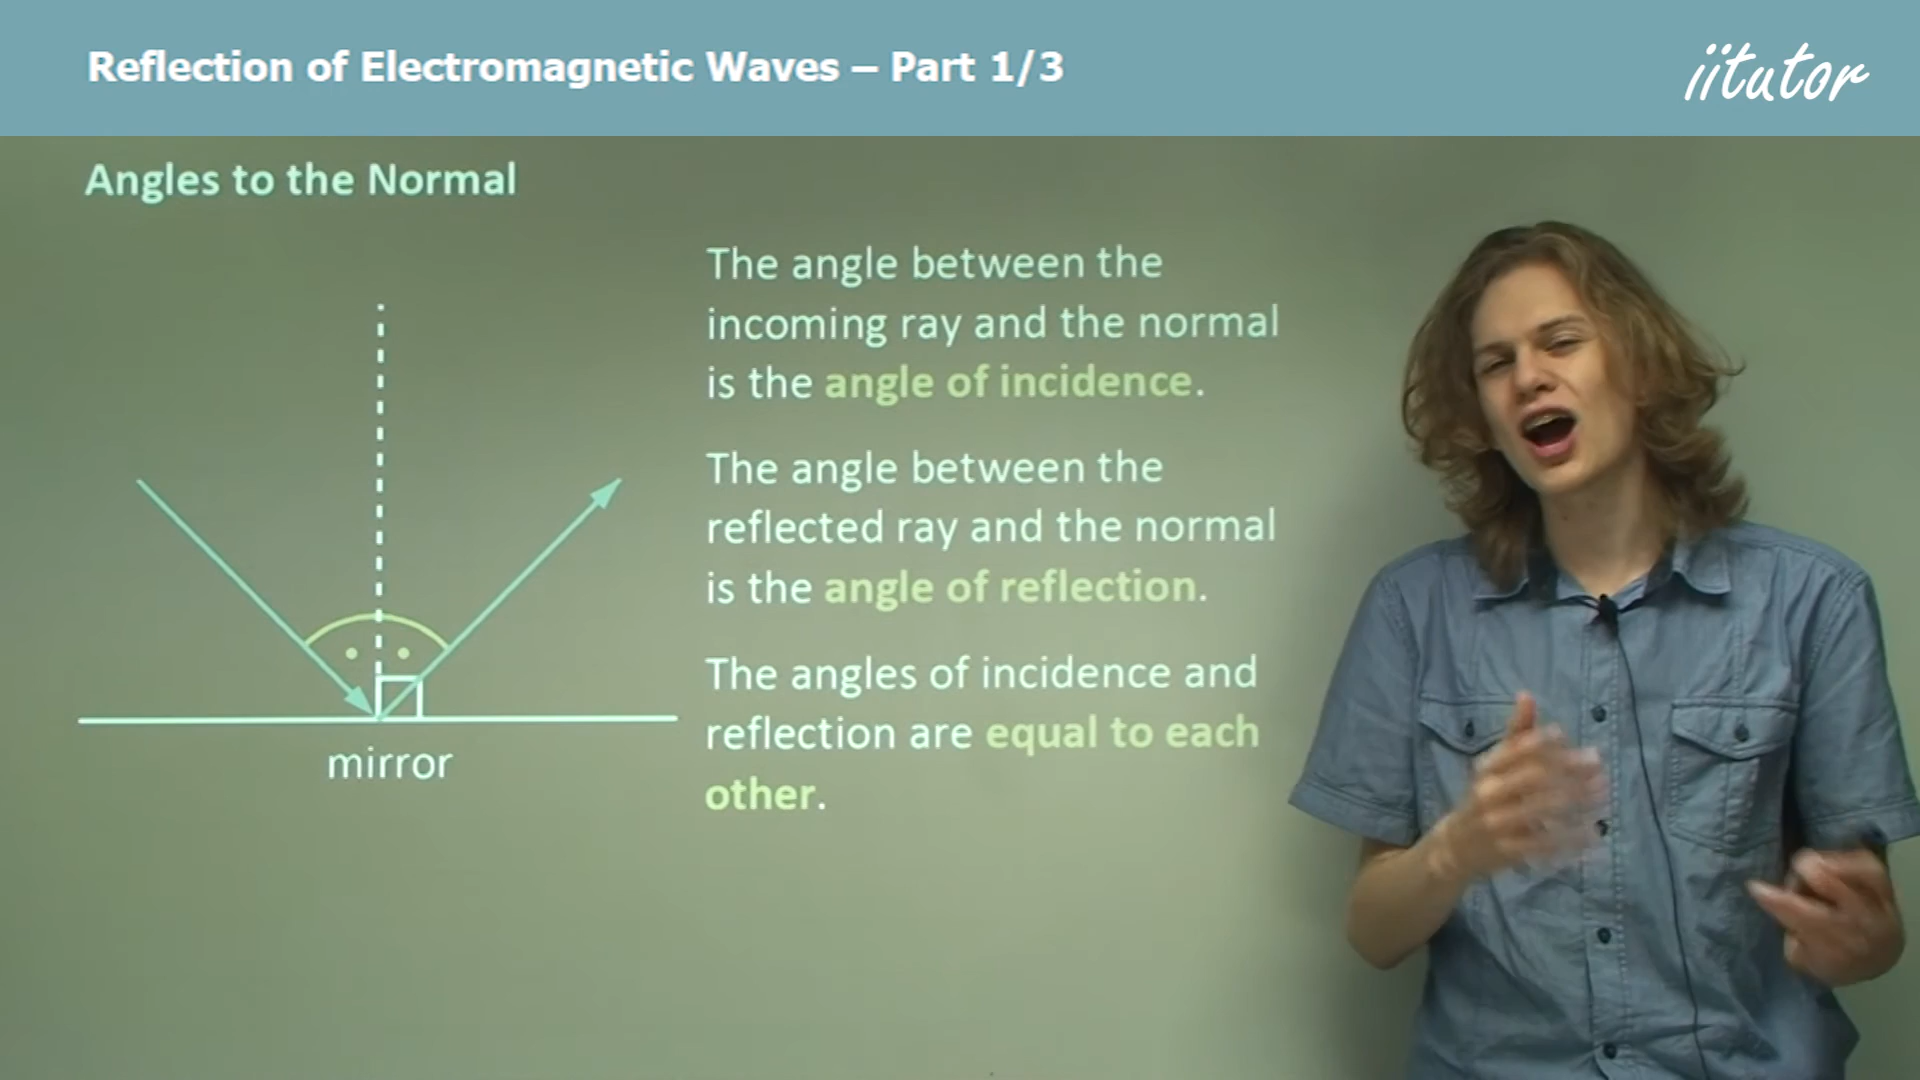 Reflection of Electromagnetic Waves – Part 1/3
iitutor
Angles to the Normal
The angle between the
incoming ray and the normal
is the angle of incidence.
The angle between the
reflected ray and the normal
is the angle of reflection.
The angles of incidence and
reflection are equal to each
other.
mirror